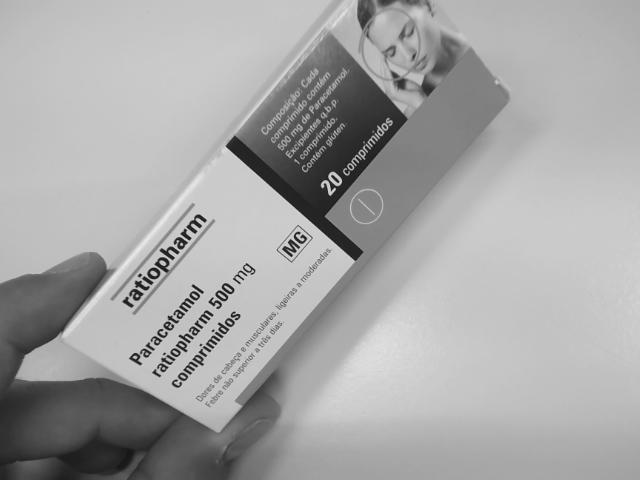 ratiopharm
Paracetamol
ratiopharm 500 mg
comprimidos
MG
Dores de cabeça e musculares, ligeiras a moderadas.
Febre não superior a três dias.
Composição: Cada
comprimido contém
500 mg de Paracetamol.
Excipientes q.b.p.
1 comprimido.
Contém glúten.
20 comprimidos